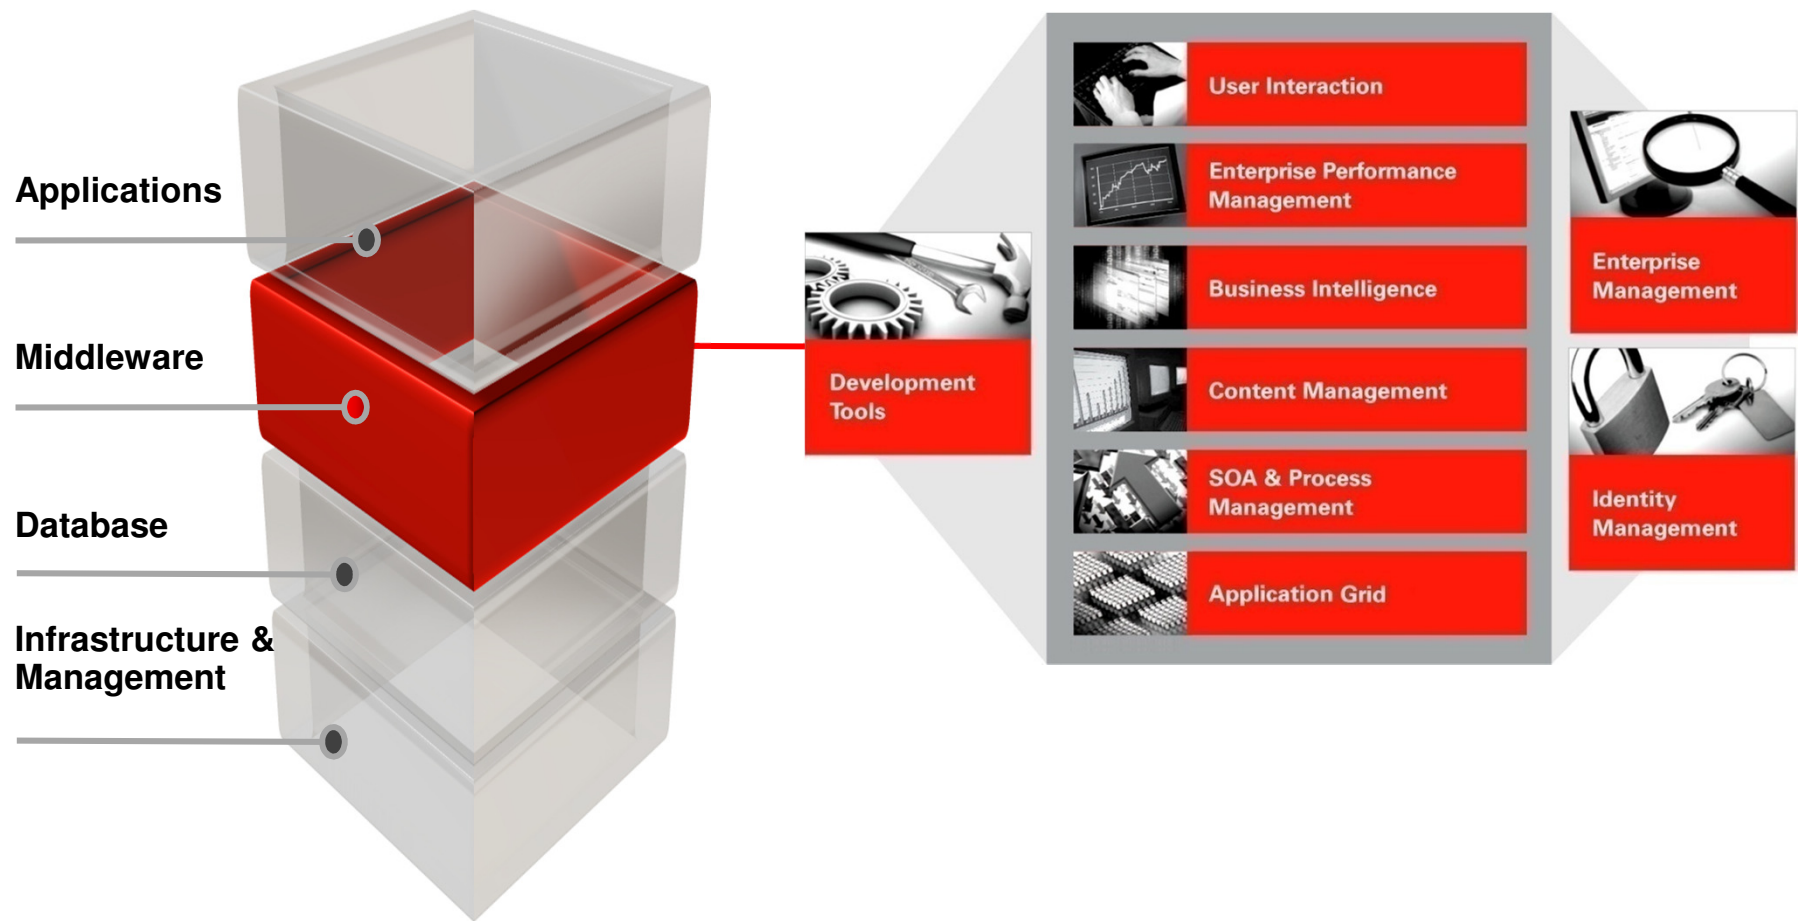 Applications
Middleware
Database
Infrastructure &
Management
Development
Tools
User Interaction
Enterprise Performance
Management
Business Intelligence
Content Management
SOA & Process
Management
Application Grid
Enterprise
Management
Identity
Management